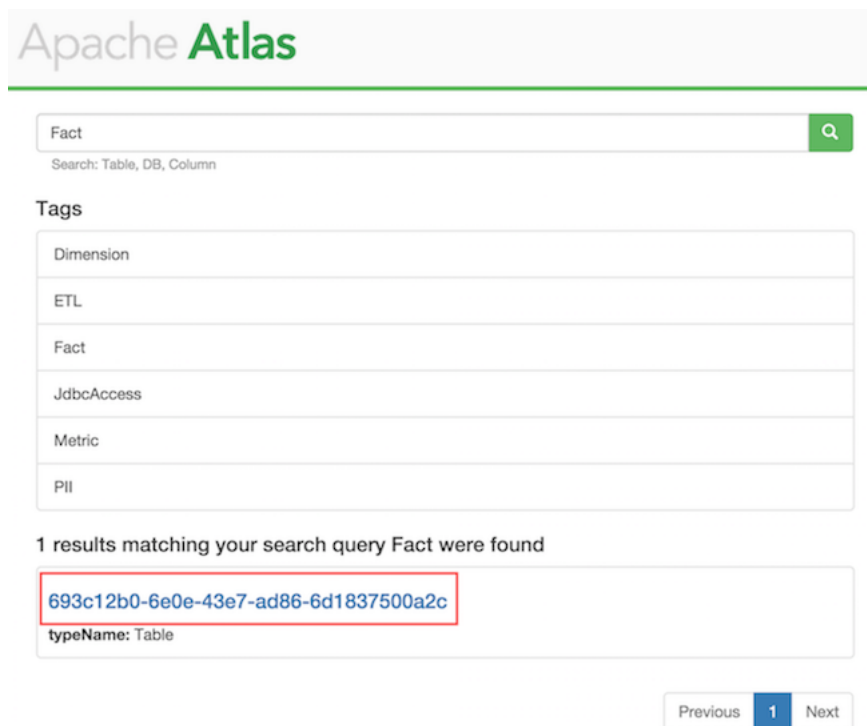 Apache Atlas
Fact
Search: Table, DB, Column
Tags
Dimension
ETL
Fact
JdbcAccess
Metric
PII
1 results matching your search query Fact were found
693c12b0-6e0e-43e7-ad86-6d1837500a2c
typeName: Table
Previous 1 Next